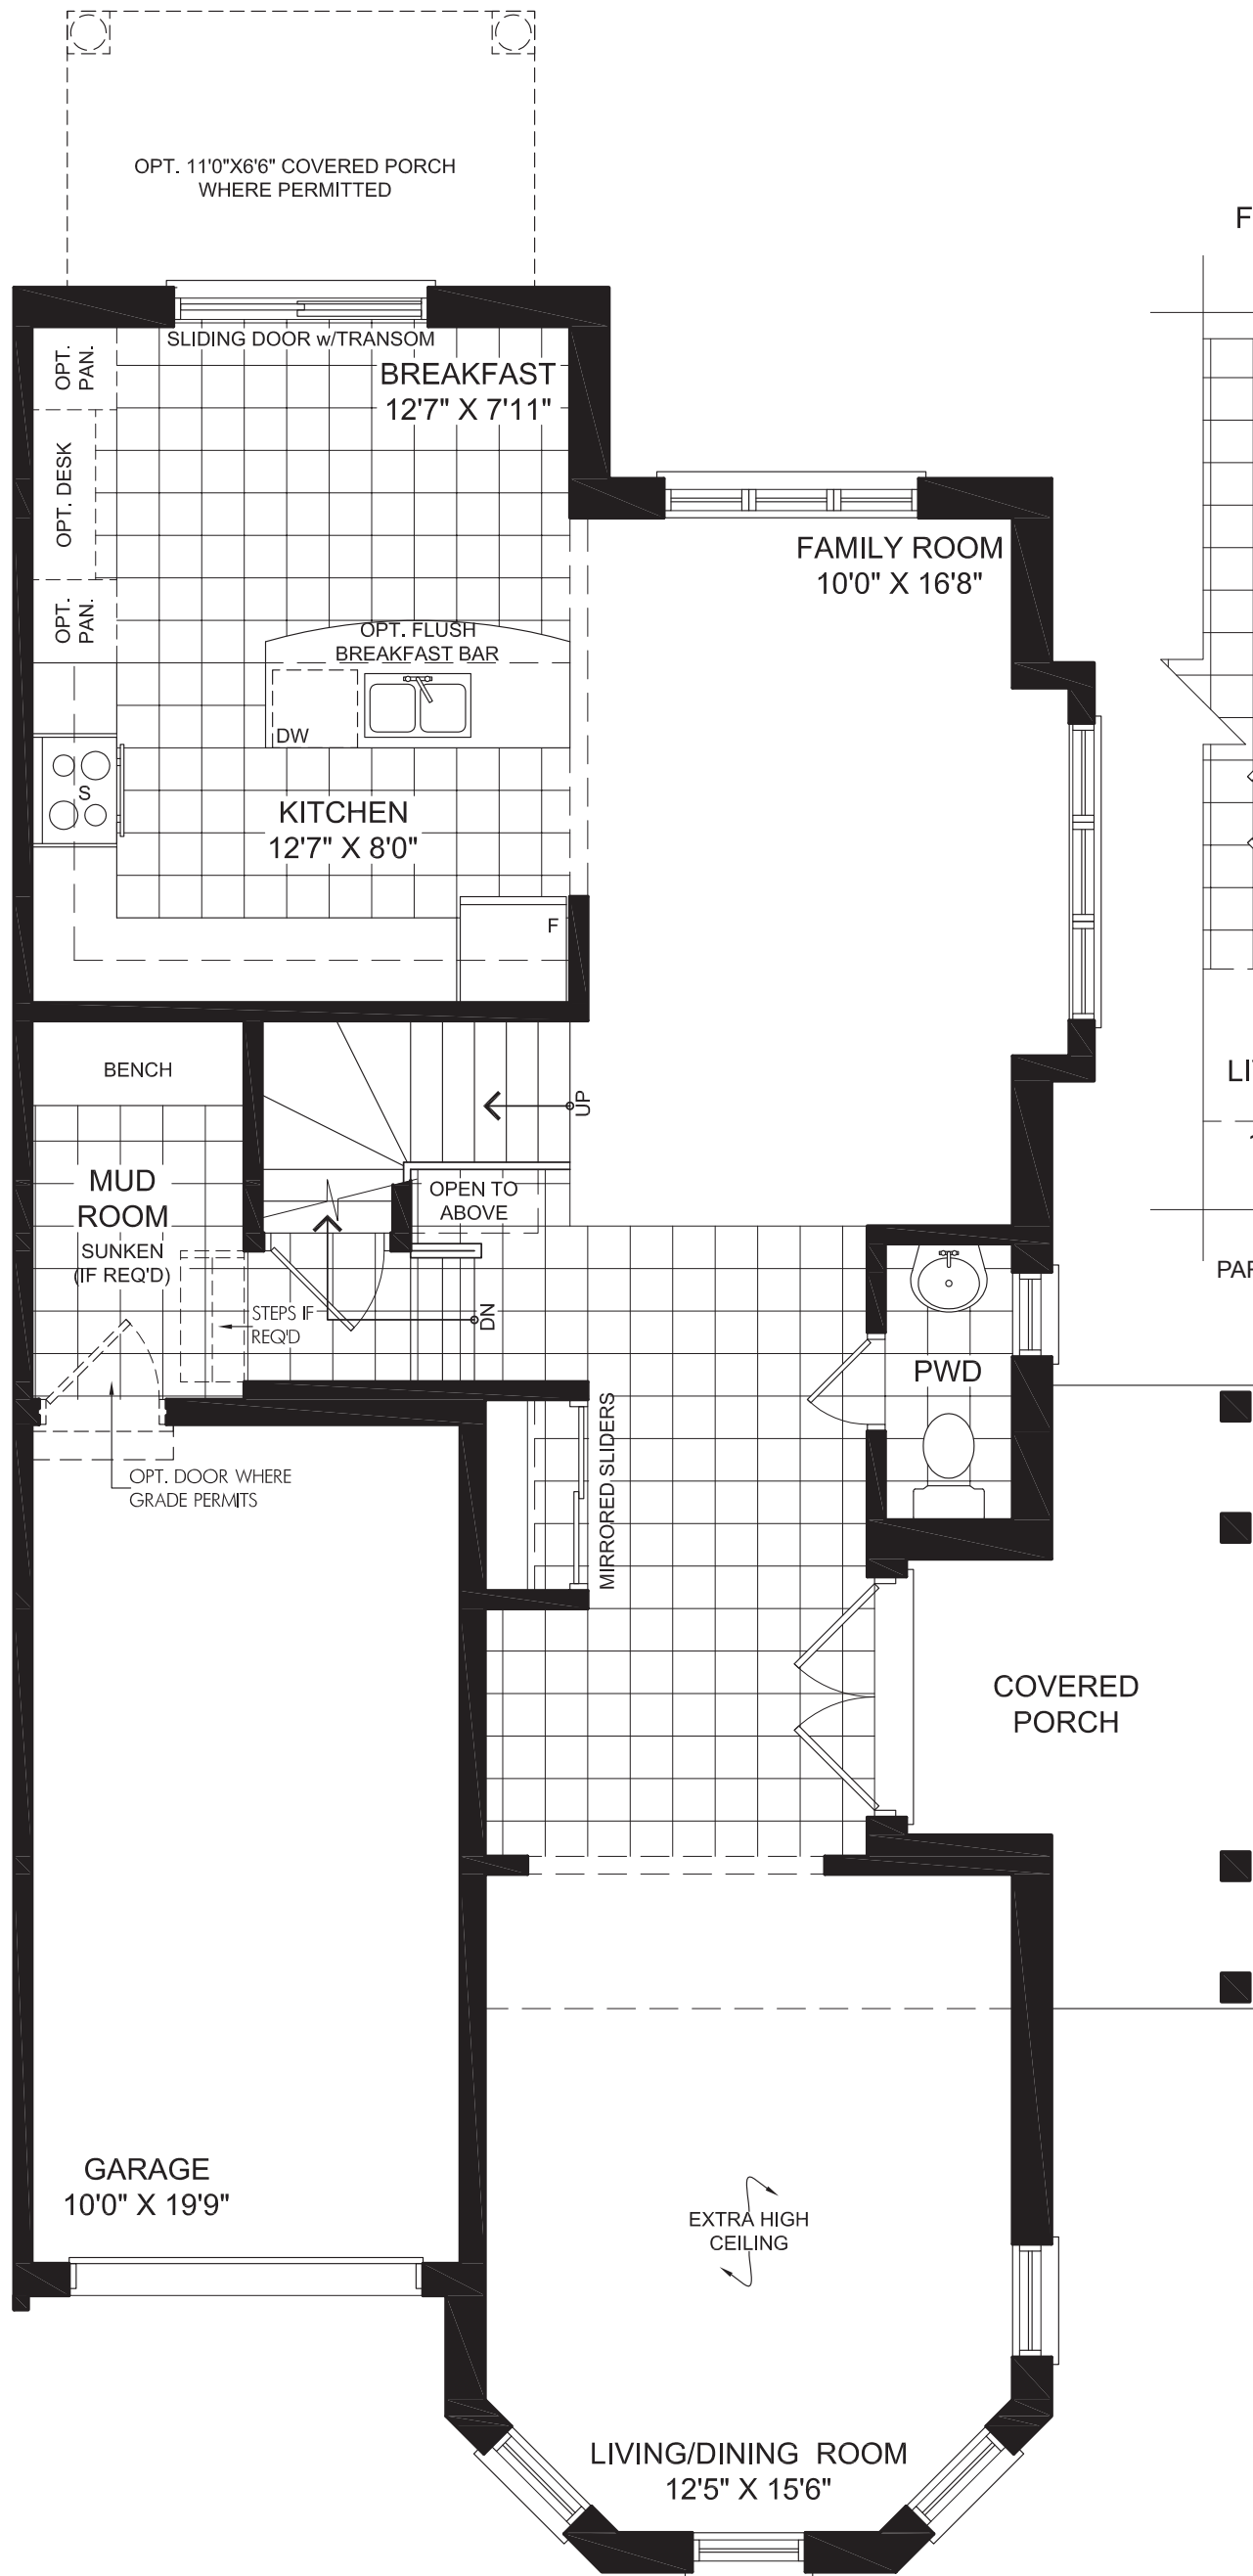 OPT. 11'0"X6'6" COVERED PORCH
WHERE PERMITTED
SLIDING DOOR w/TRANSOM
OPT.
PAN.
BREAKFAST
12'7" X 7'11"
OPT. DESK
OPT.
PAN.
FAMILY ROOM
10'0" X 16'8"
OPT. FLUSH
BREAKFAST BAR
DW
S
KITCHEN
12'7" X 8'0"
F
BENCH
UP
MUD
ROOM
SUNKEN
(IF REQ'D)
OPEN TO
ABOVE
STEPS IF
REQ'D
DN
PWD
MIRRORED SLIDERS
OPT. DOOR WHERE
GRADE PERMITS
COVERED
PORCH
GARAGE
10'0" X 19'9"
EXTRA HIGH
CEILING
LIVING/DINING ROOM
12'5" X 15'6"
F
PAR